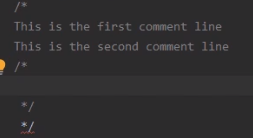 /*
This is the first comment line
This is the second comment line
/*
*/
*/